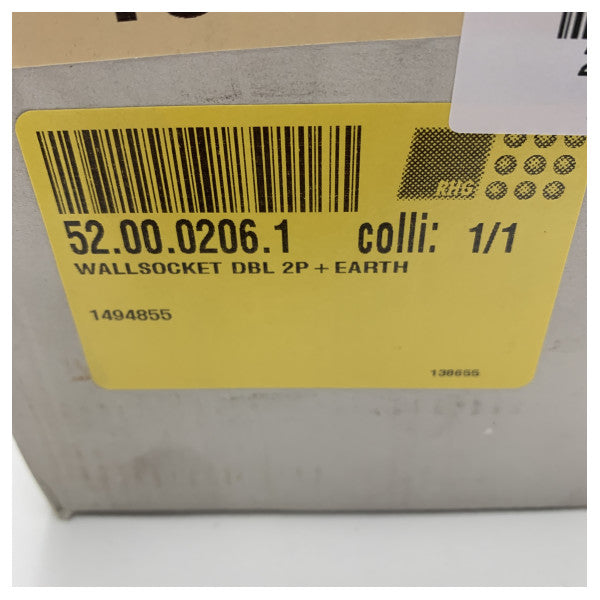 RHG
52.00.0206.1 colli: 1/1
WALLSOCKET DBL 2P + EARTH
1494855
138655